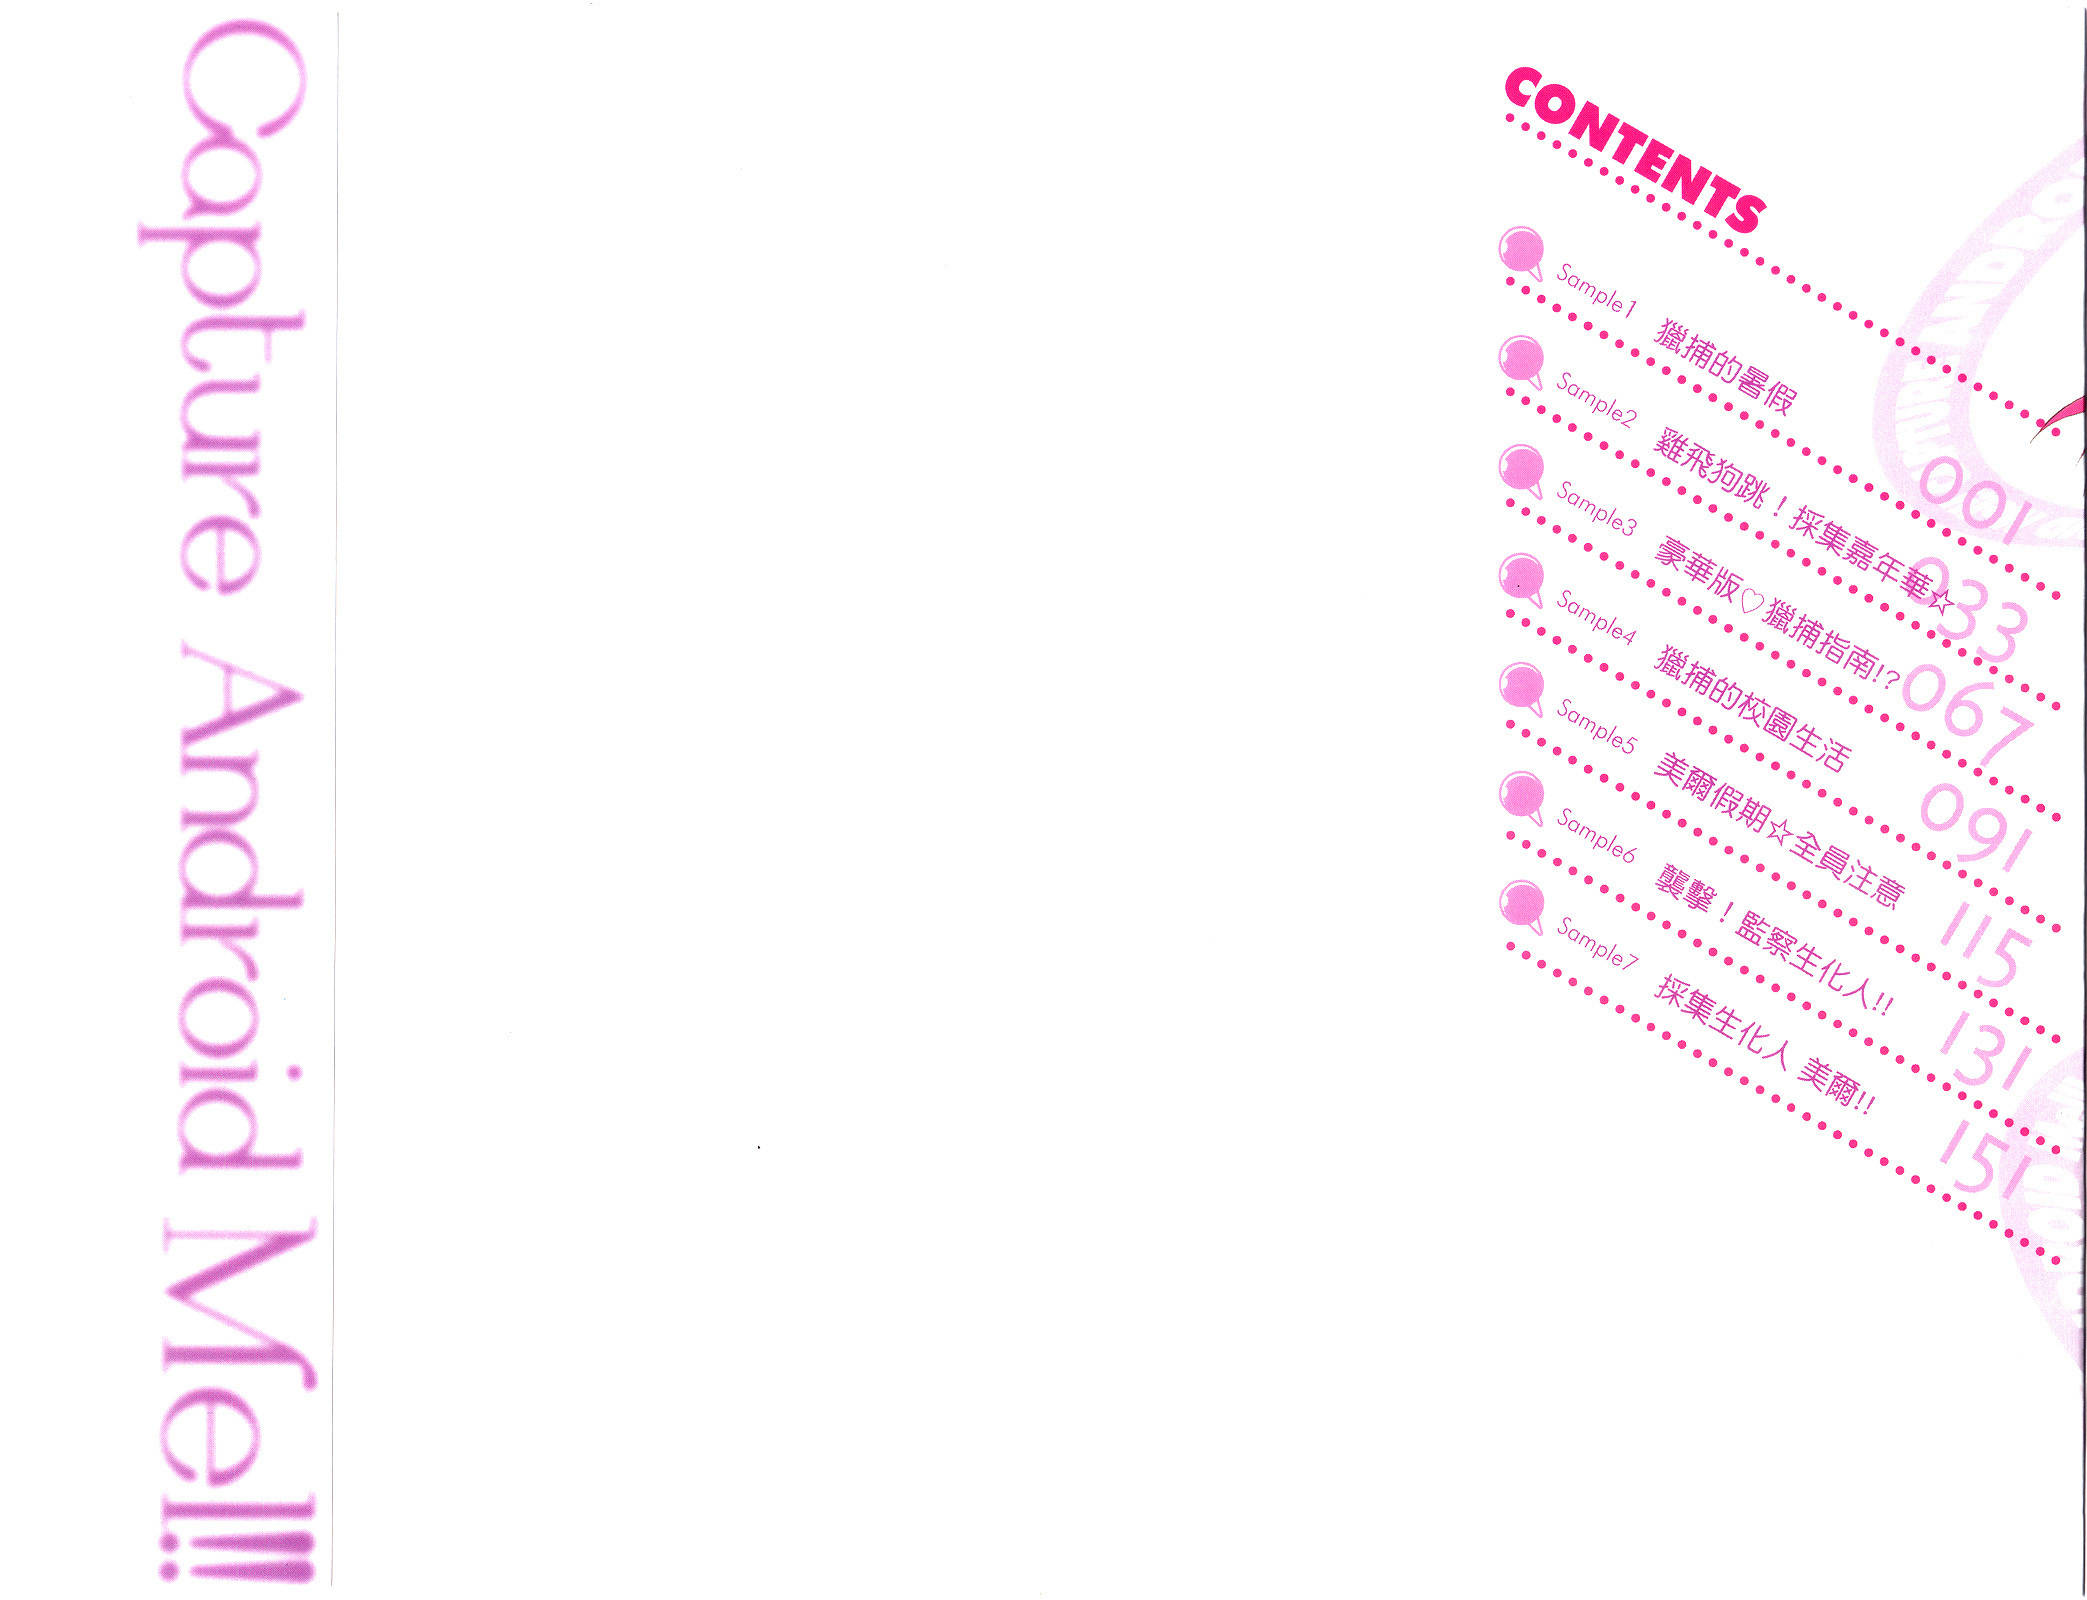 Capture Android Mel!!
CONTENTS
Sample1 獵捕的暑假 001
Sample2 雞飛狗跳！採集嘉年華☆ 033
Sample3 豪華版♡獵捕指南!? 067
Sample4 獵捕的校園生活 091
Sample5 美爾假期☆全員注意 115
Sample6 襲擊！監察生化人!! 131
Sample7 採集生化人 美爾!! 151